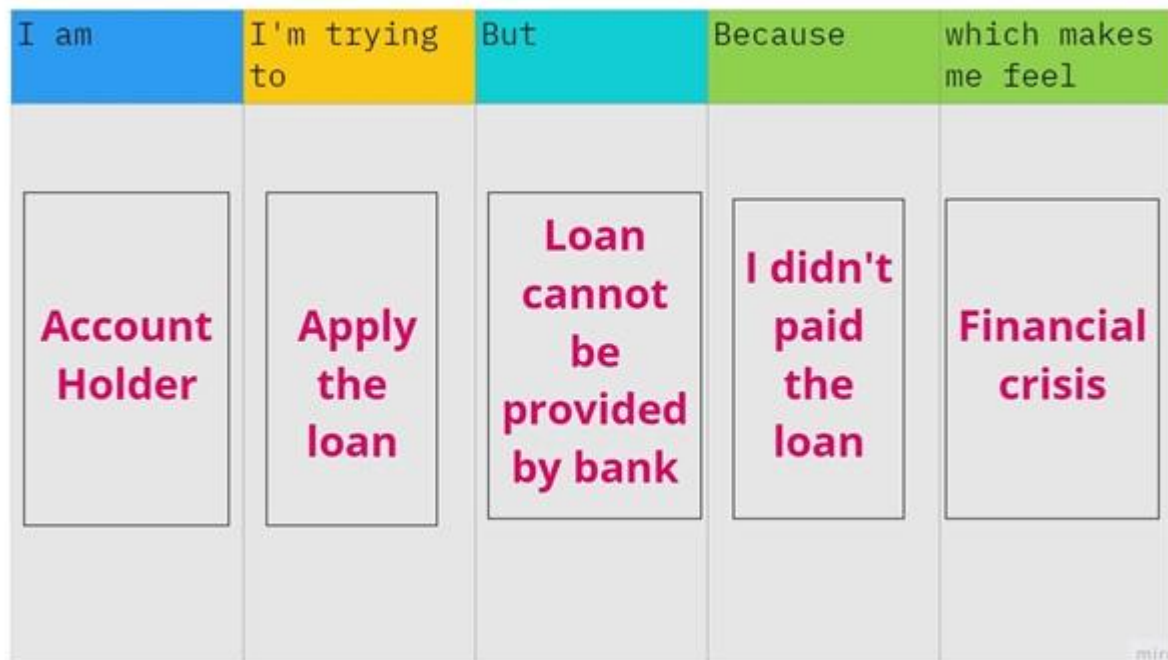 I am
I'm trying
to
But
Because
which makes
me feel
Account
Holder
Apply
the
loan
Loan
cannot
be
provided
by bank
I didn't
paid
the
loan
Financial
crisis